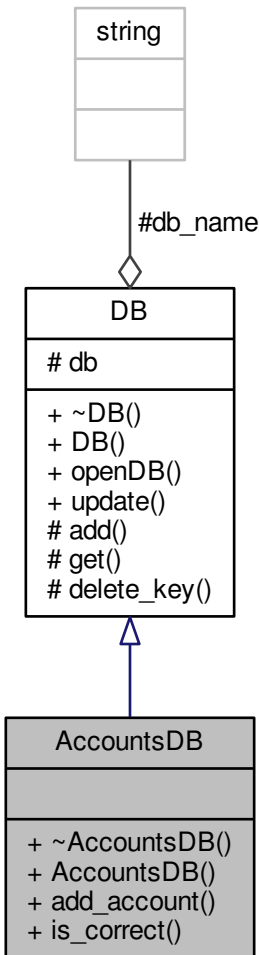 string
#db_name
DB
# db
+ ~DB()
+ DB()
+ openDB()
+ update()
# add()
# get()
# delete_key()
AccountsDB
+ ~AccountsDB()
+ AccountsDB()
+ add_account()
+ is_correct()